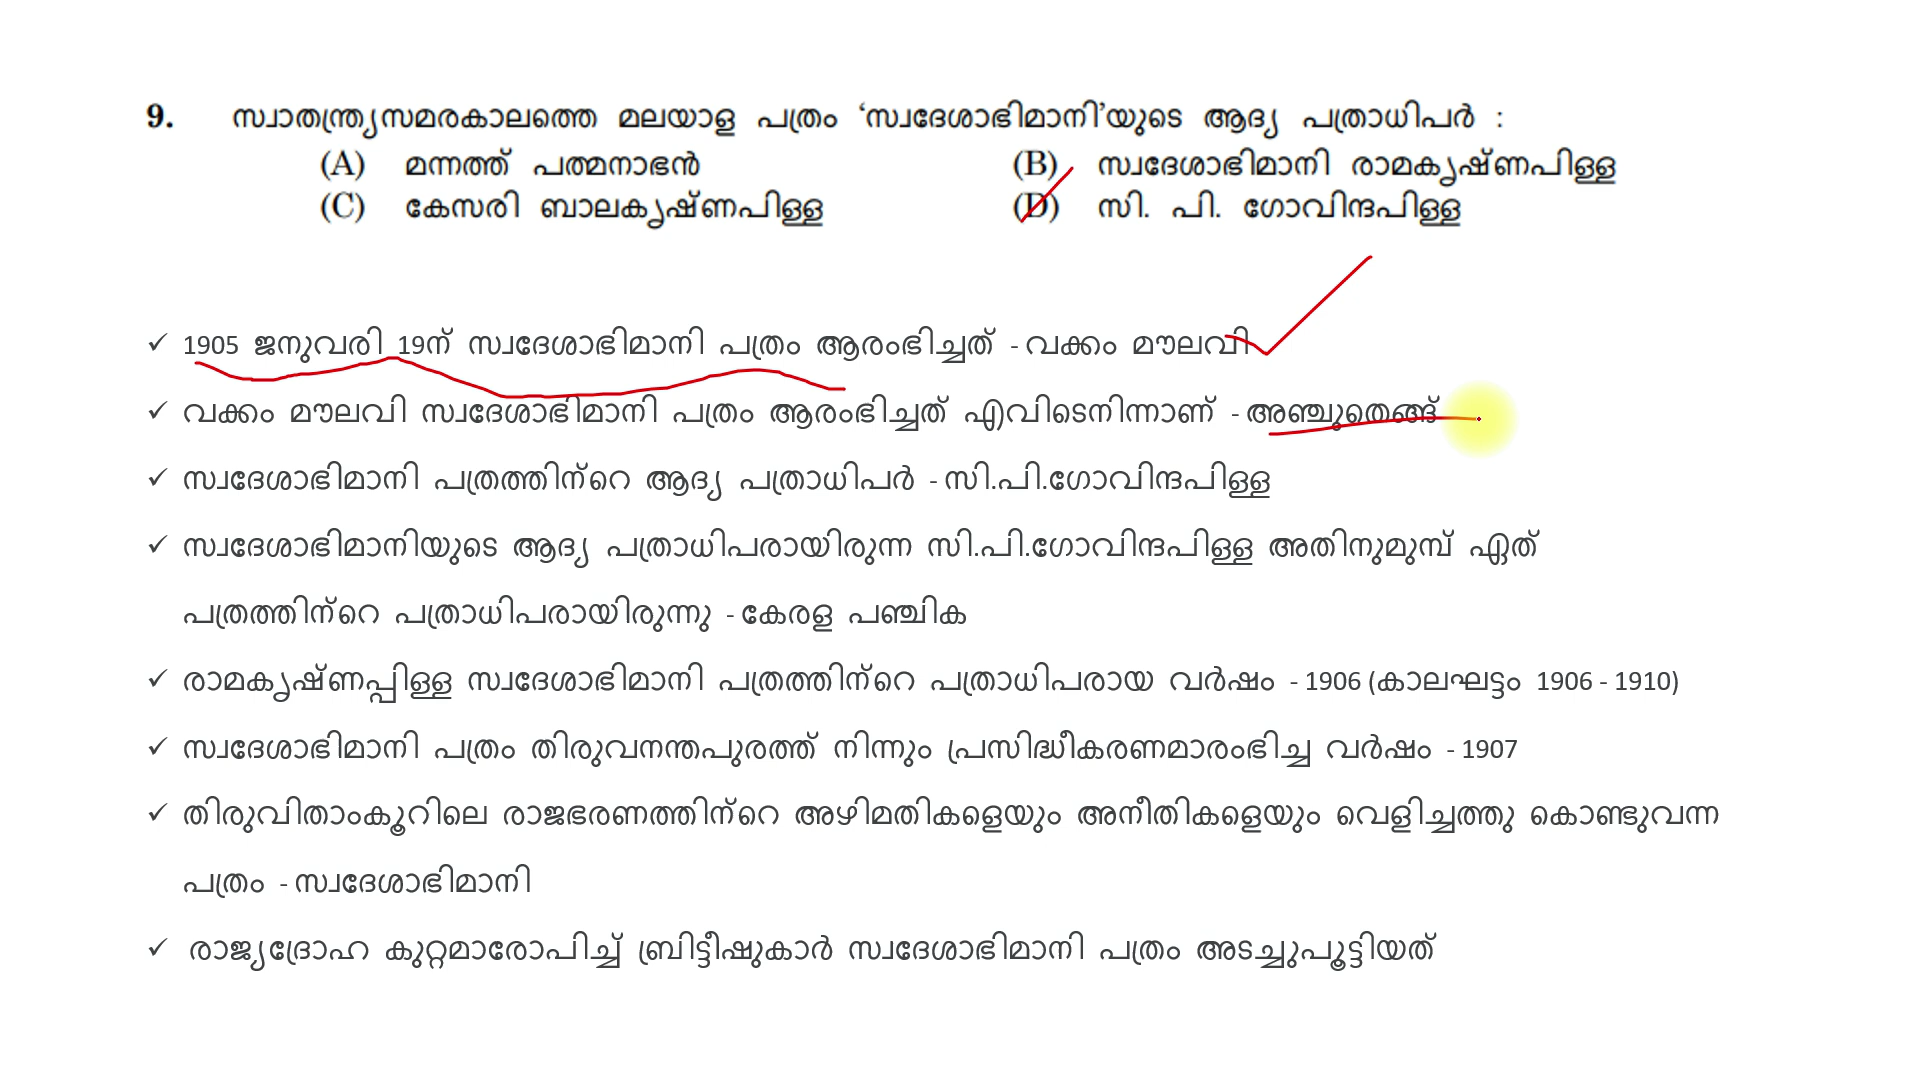 9. സ്വാതന്ത്ര്യസമരകാലത്തെ മലയാള പത്രം ‘സ്വദേശാഭിമാനി’യുടെ ആദ്യ പത്രാധിപർ :
(A) മന്നത്ത് പത്മനാഭൻ (B) സ്വദേശാഭിമാനി രാമകൃഷ്ണപിള്ള
(C) കേസരി ബാലകൃഷ്ണപിള്ള (D) സി. പി. ഗോവിന്ദപിള്ള
✓ 1905 ജനുവരി 19ന് സ്വദേശാഭിമാനി പത്രം ആരംഭിച്ചത് - വക്കം മൗലവി
✓ വക്കം മൗലവി സ്വദേശാഭിമാനി പത്രം ആരംഭിച്ചത് എവിടെനിന്നാണ് - അഞ്ചുതെങ്ങ്
✓ സ്വദേശാഭിമാനി പത്രത്തിന്റെ ആദ്യ പത്രാധിപർ - സി.പി.ഗോവിന്ദപിള്ള
✓ സ്വദേശാഭിമാനിയുടെ ആദ്യ പത്രാധിപരായിരുന്ന സി.പി.ഗോവിന്ദപിള്ള അതിനുമുമ്പ് ഏത്
പത്രത്തിന്റെ പത്രാധിപരായിരുന്നു - കേരള പഞ്ചിക
✓ രാമകൃഷ്ണപ്പിള്ള സ്വദേശാഭിമാനി പത്രത്തിന്റെ പത്രാധിപരായ വർഷം - 1906 (കാലഘട്ടം 1906 - 1910)
✓ സ്വദേശാഭിമാനി പത്രം തിരുവനന്തപുരത്ത് നിന്നും പ്രസിദ്ധീകരണമാരംഭിച്ച വർഷം - 1907
✓ തിരുവിതാംകൂറിലെ രാജഭരണത്തിന്റെ അഴിമതികളെയും അനീതികളെയും വെളിച്ചത്തു കൊണ്ടുവന്ന
പത്രം - സ്വദേശാഭിമാനി
✓ രാജ്യദ്രോഹ കുറ്റമാരോപിച്ച് ബ്രിട്ടീഷുകാർ സ്വദേശാഭിമാനി പത്രം അടച്ചുപൂട്ടിയത്